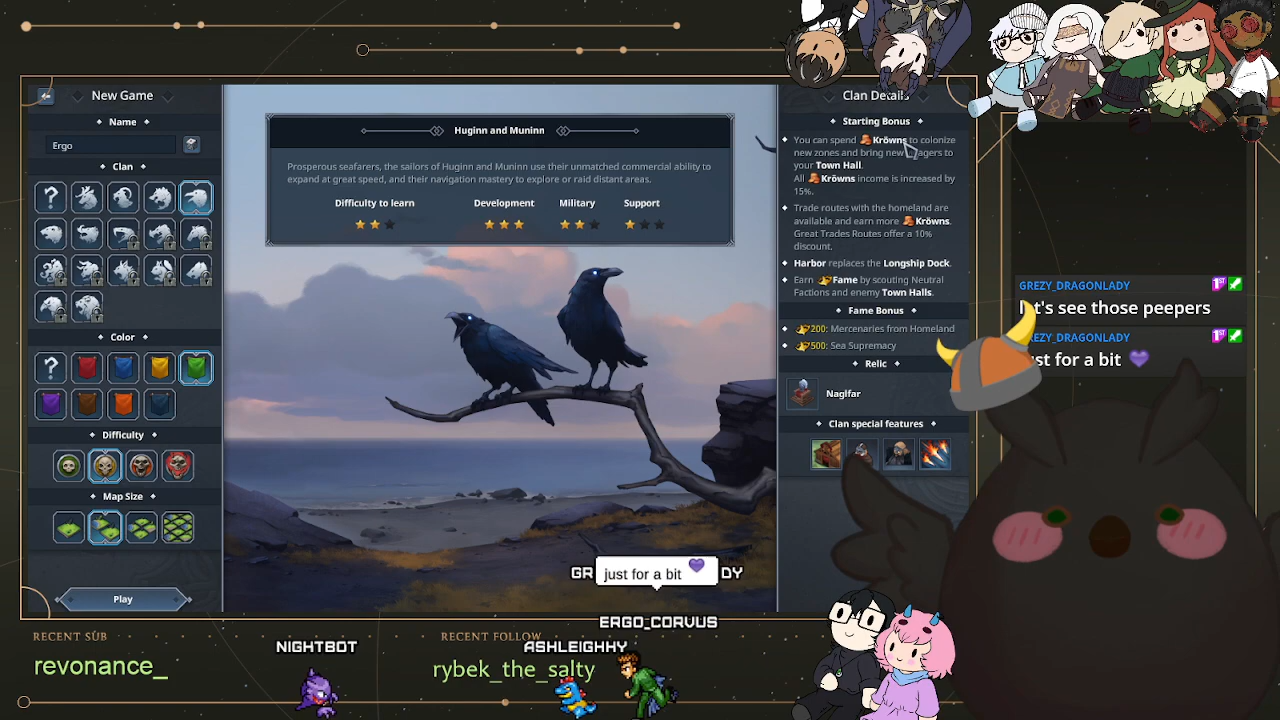 New Game
Name
Ergo
Clan
Color
Difficulty
Map Size
Play
Huginn and Muninn
Prosperous seafarers, the sailors of Huginn and Muninn use their unmatched commercial ability to
expand at great speed, and their navigation mastery to explore or raid distant areas.
Difficulty to learn
Development
Military
Support
Clan Details
Starting Bonus
You can spend Kröwns to colonize
new zones and bring new
your Town Hall.
All Kröwns income is increased by
15%.
Trade routes with the homeland are
available and earn more Kröwns.
Great Trades Routes offer a 10%
discount.
Harbor replaces the Longship Dock.
Earn Fame by scouting Neutral
Factions and enemy Town Halls.
Fame Bonus
200: Mercenaries from Homeland
500: Sea Supremacy
Relic
Naglfar
Clan special features
GREZY_DRAGONLADY
let's see those peepers
just for a bit
GR
just for a bit
DY
ERGO_CORVUS
RECENT SUB
revonance_
NIGHTBOT
RECENT FOLLOW
ASHLEIGHHY
rybek_the_salty